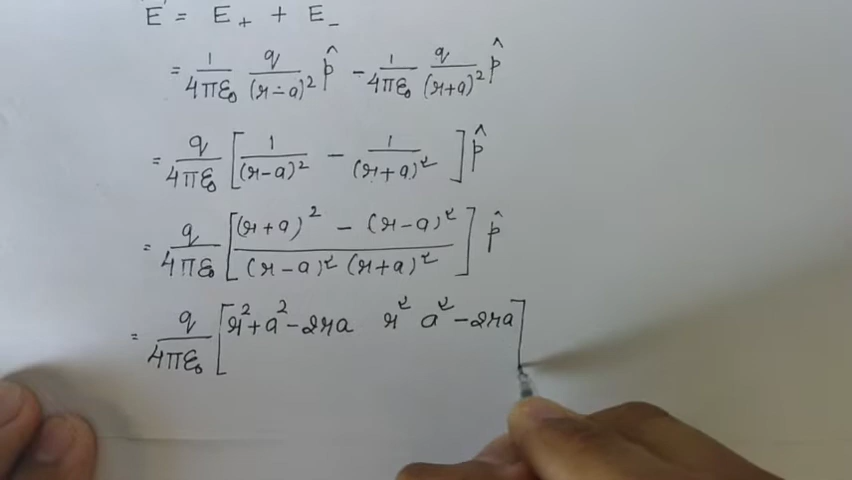 E = E₊ + E₋
= 1/4πε₀ q/(r-a)² p̂ - 1/4πε₀ q/(r+a)² p̂
= q/4πε₀ [1/(r-a)² - 1/(r+a)²] p̂
= q/4πε₀ [(r+a)² - (r-a)²/(r-a)² (r+a)²] p̂
= q/4πε₀ [r²+a²-2ra r² a²-2ra]